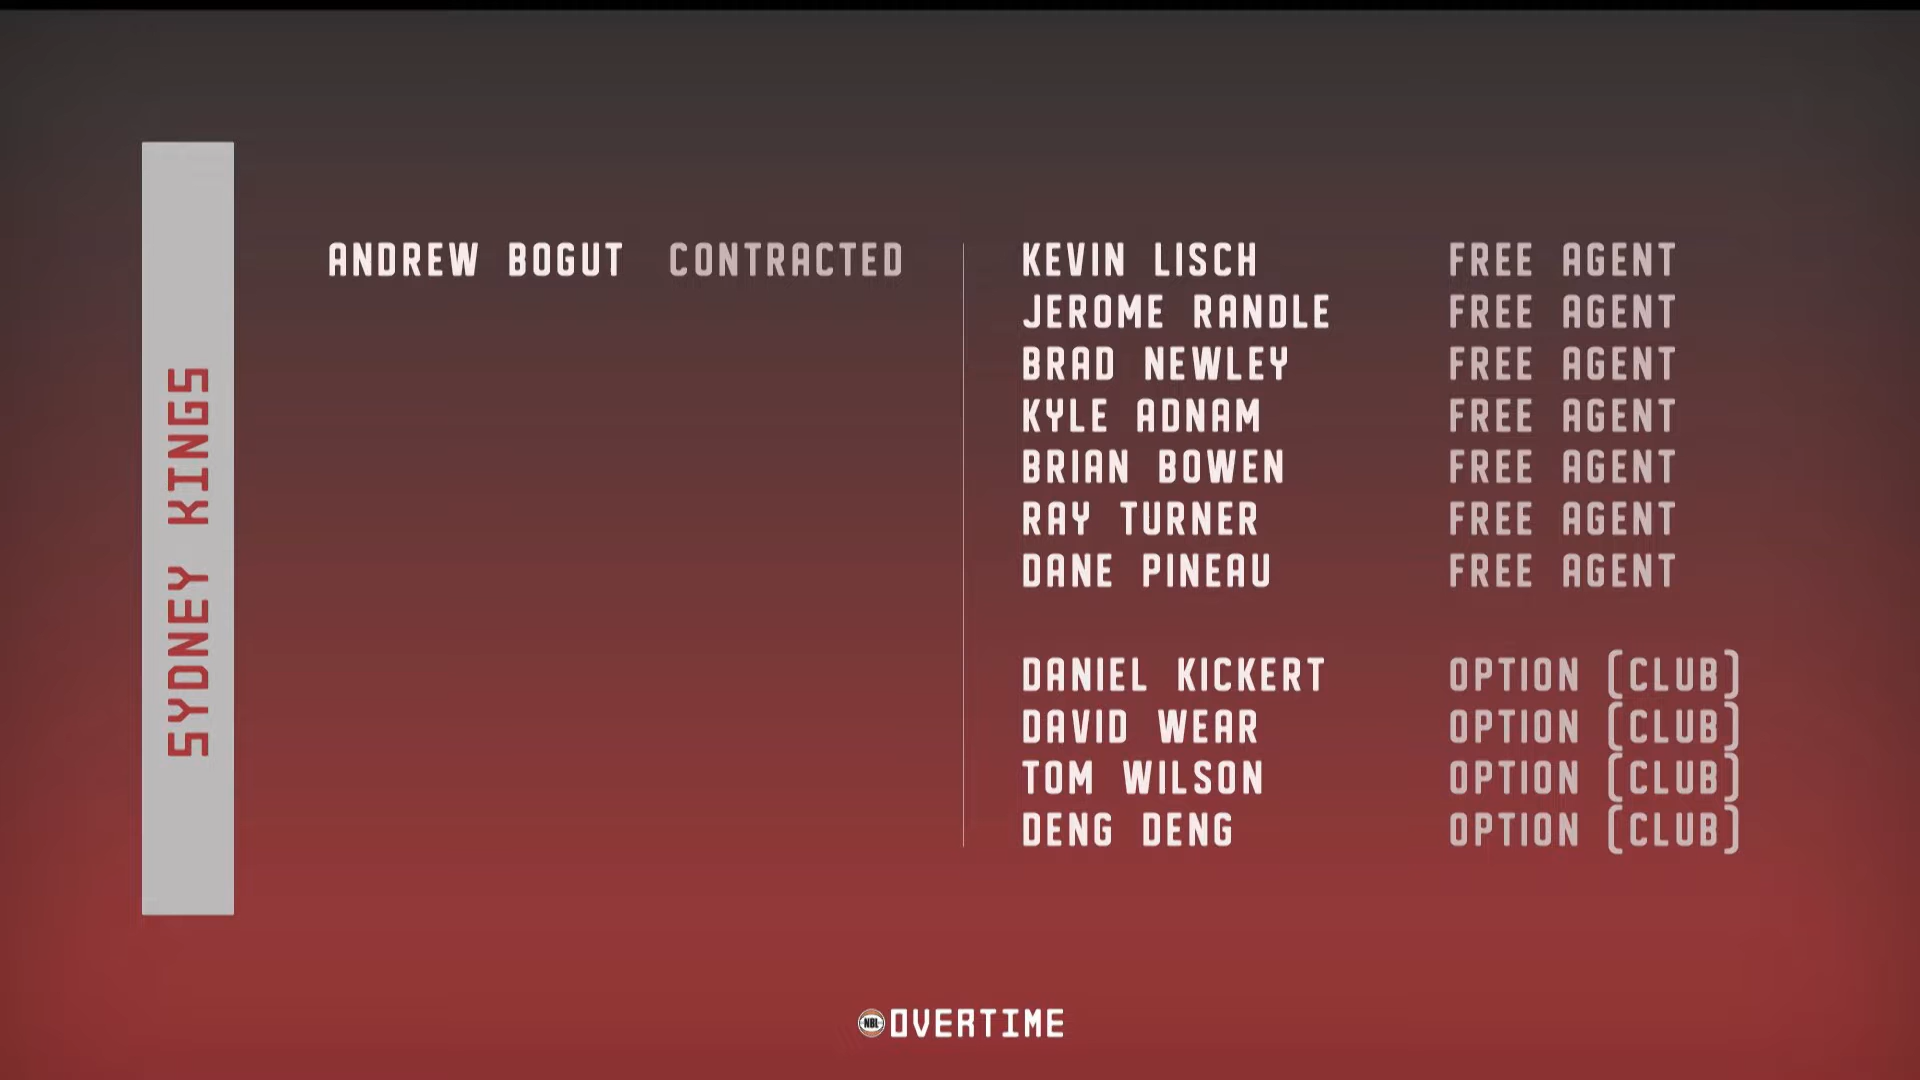 SYDNEY KINGS
ANDREW BOGUT CONTRACTED
KEVIN LISCH FREE AGENT
JEROME RANDLE FREE AGENT
BRAD NEWLEY FREE AGENT
KYLE ADNAM FREE AGENT
BRIAN BOWEN FREE AGENT
RAY TURNER FREE AGENT
DANE PINEAU FREE AGENT
DANIEL KICKERT OPTION (CLUB)
DAVID WEAR OPTION (CLUB)
TOM WILSON OPTION (CLUB)
DENG DENG OPTION (CLUB)
NBL OVERTIME